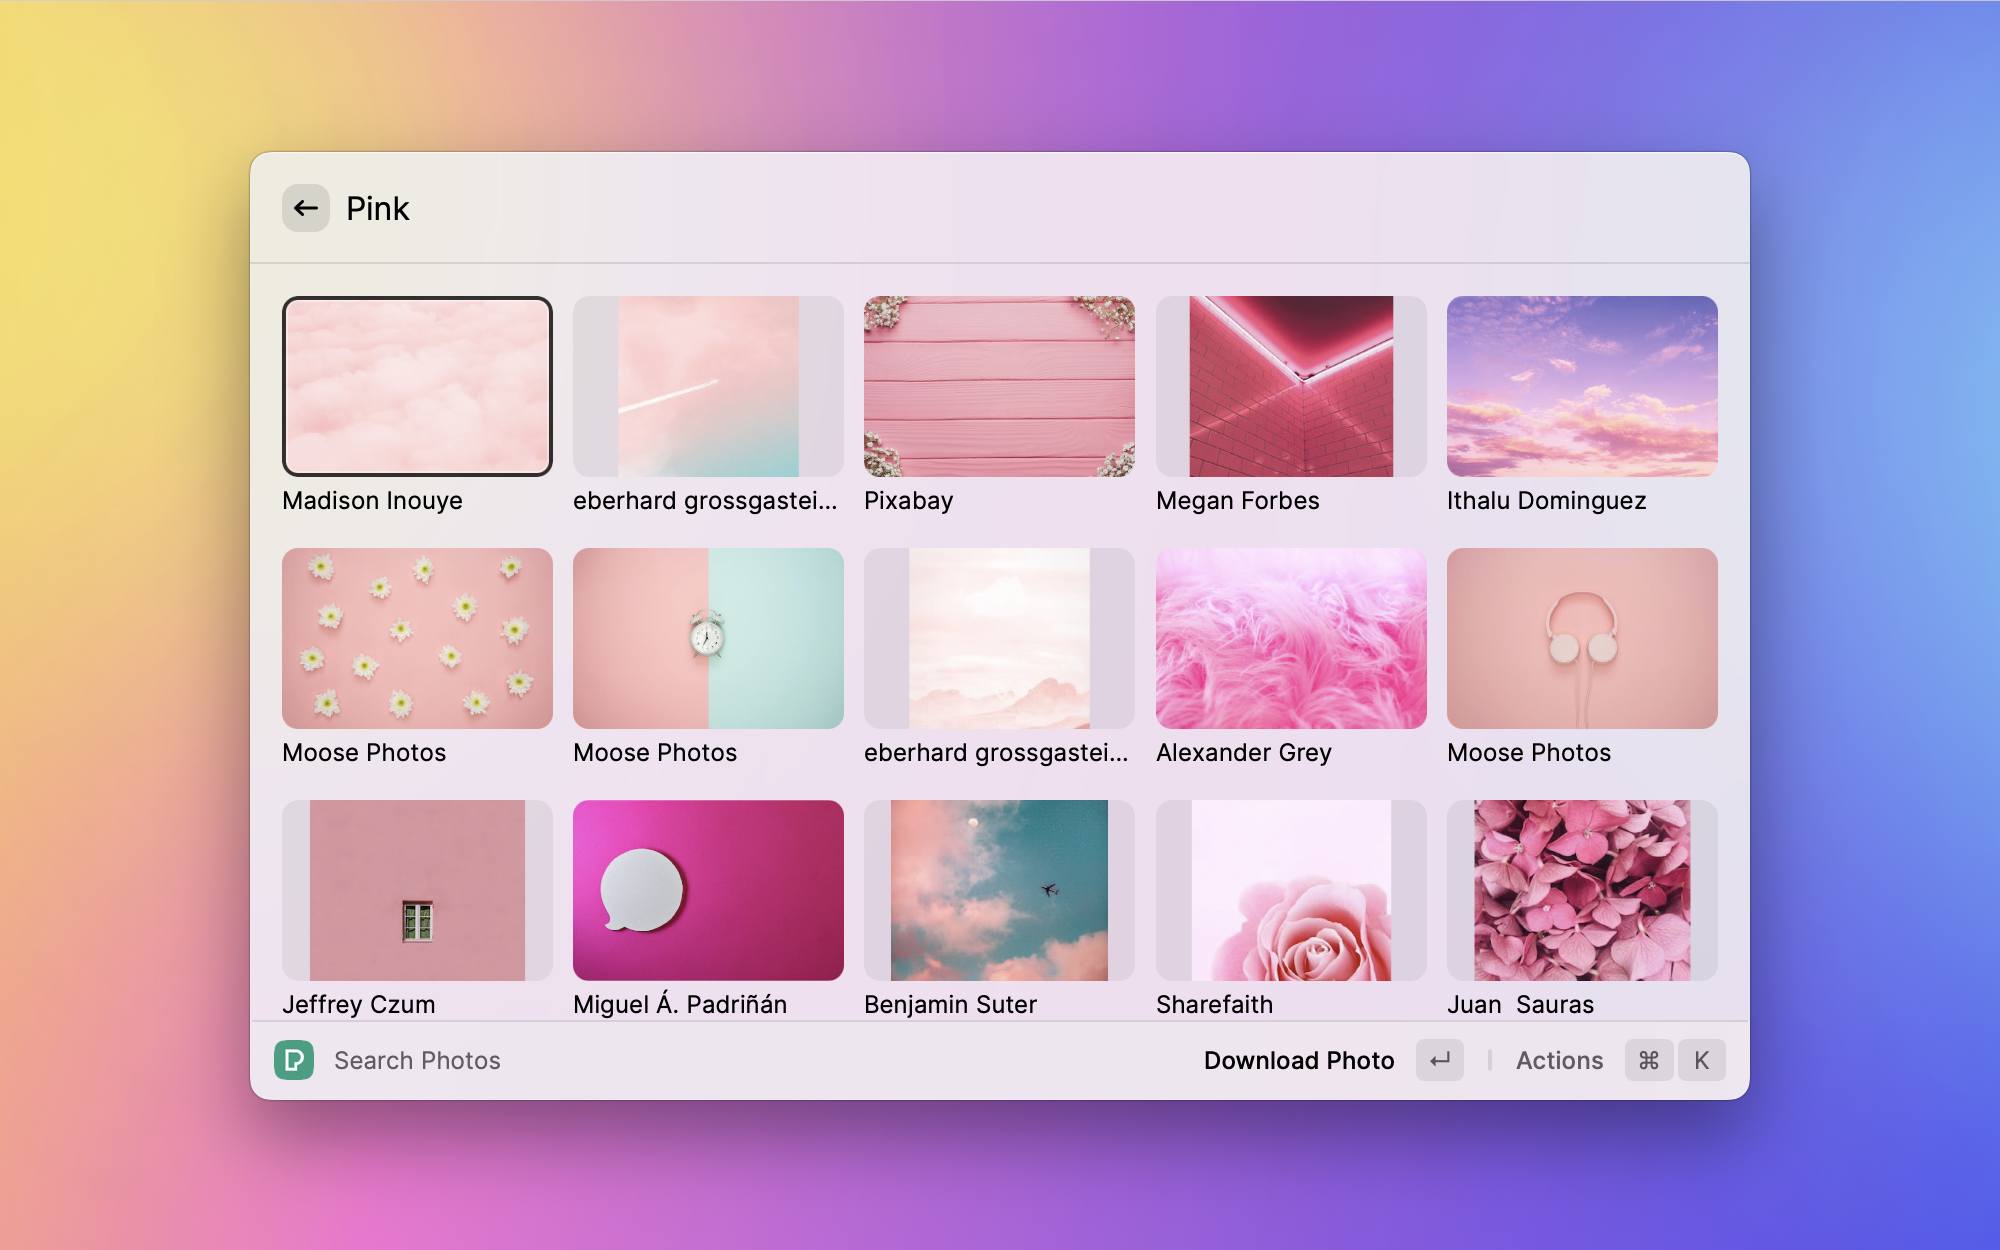 Pink
Madison Inouye
eberhard grossgastei...
Pixabay
Megan Forbes
Ithalu Dominguez
Moose Photos
Moose Photos
eberhard grossgastei...
Alexander Grey
Moose Photos
Jeffrey Czum
Miguel Á. Padriñán
Benjamin Suter
Sharefaith
Juan  Sauras
Search Photos
Download Photo
Actions ⌘ K